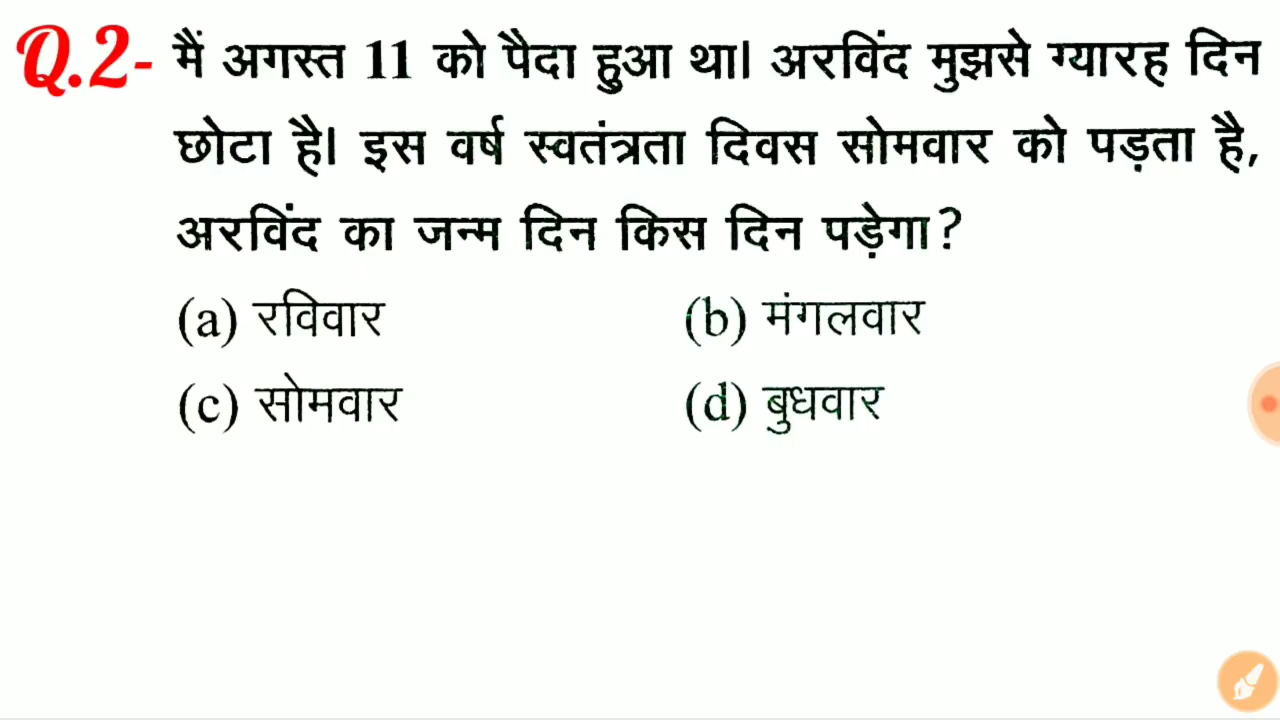 Q.2- मैं अगस्त 11 को पैदा हुआ था। अरविंद मुझसे ग्यारह दिन
छोटा है। इस वर्ष स्वतंत्रता दिवस सोमवार को पड़ता है,
अरविंद का जन्म दिन किस दिन पड़ेगा?
(a) रविवार (b) मंगलवार
(c) सोमवार (d) बुधवार